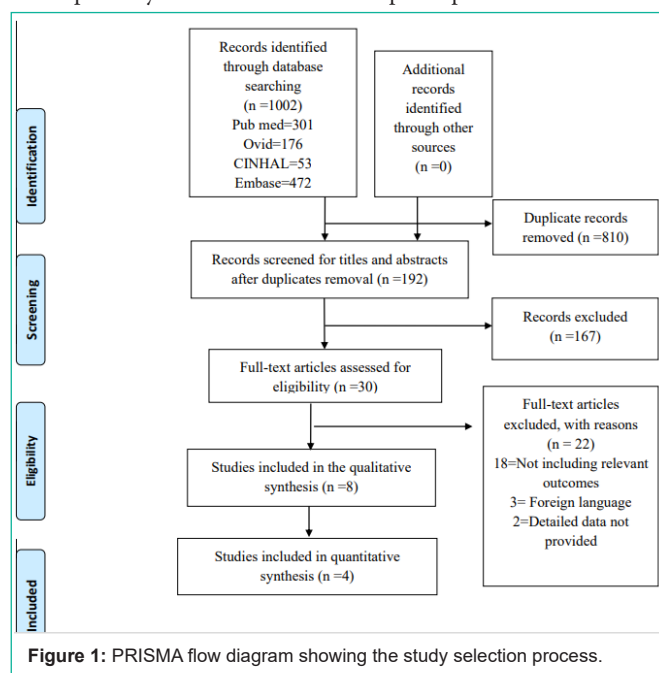 Records identified
through database
searching
(n =1002)
Pub med=301
Ovid=176
CINHAL=53
Embase=472
Additional
records
identified
through other
sources
(n =0)
Identification
Duplicate records
removed (n =810)
Records screened for titles and abstracts
after duplicates removal (n =192)
Screening
Records excluded
(n =167)
Full-text articles assessed for
eligibility (n =30)
Full-text articles
excluded, with reasons
(n = 22)
18=Not including relevant
outcomes
3= Foreign language
2=Detailed data not
provided
Eligibility
Studies included in the qualitative
synthesis (n =8)
Studies included in quantitative
synthesis (n =4)
Included
Figure 1: PRISMA flow diagram showing the study selection process.